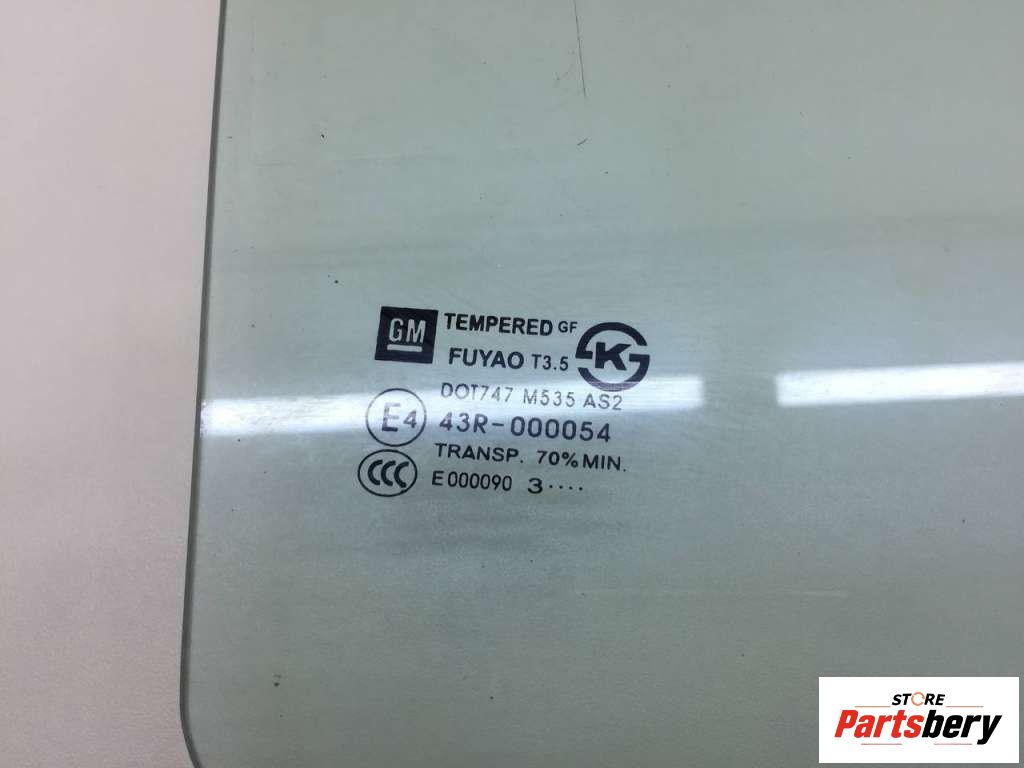 GM TEMPERED GF
FUYAO T3.5 K
DOT747 M535 AS2
E4 43R-000054
TRANSP. 70% MIN.
CCC E000090 3····
STORE
Partsbery